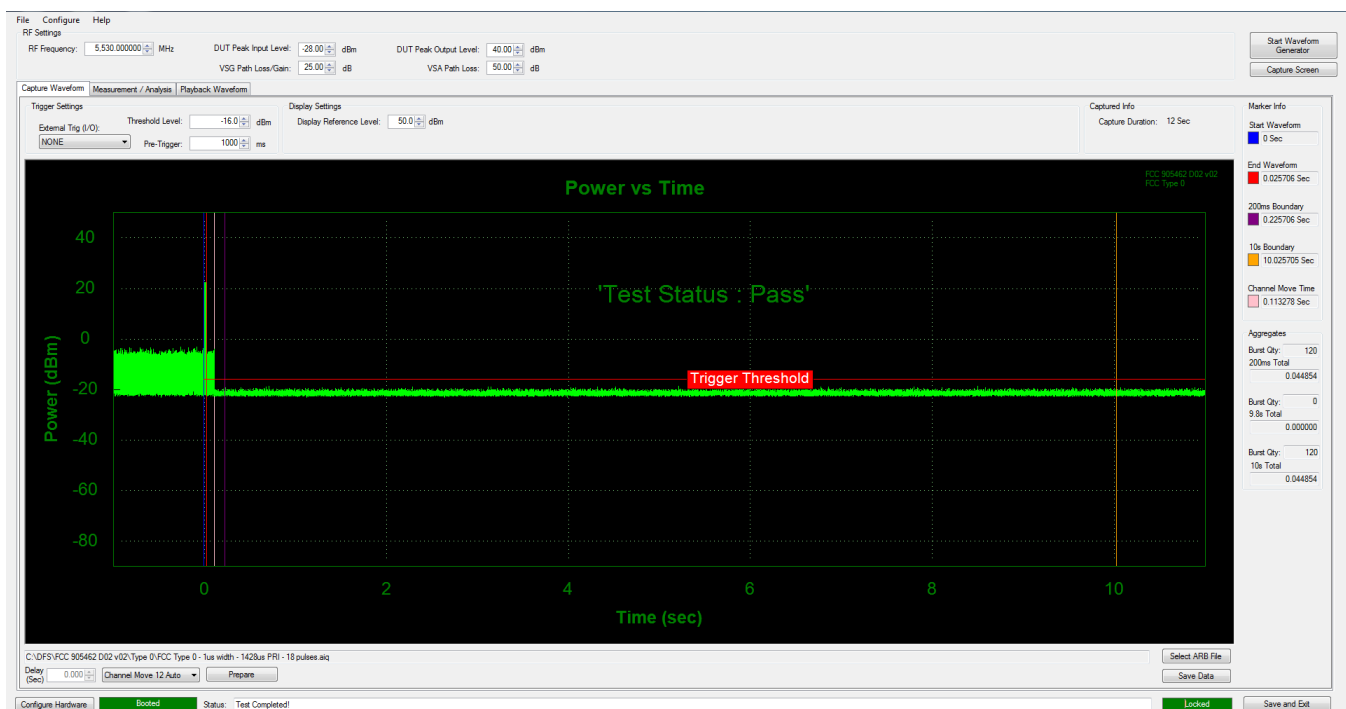 File Configure Help
RF Settings
RF Frequency: 5,530.000000 MHz DUT Peak Input Level: -28.00 dBm DUT Peak Output Level: 40.00 dBm
VSG Path Loss/Gain: 25.00 dB VSA Path Loss: 50.00 dB
Start Waveform Generator
Capture Screen
Capture Waveform Measurement / Analysis Playback Waveform
Trigger Settings
External Trig (I/O):
NONE
Threshold Level: -16.0 dBm
Pre-Trigger: 1000 ms
Display Settings
Display Reference Level: 50.0 dBm
Captured Info
Capture Duration: 12 Sec
Marker Info
Start Waveform
0 Sec
End Waveform
0.025706 Sec
200ms Boundary
0.225706 Sec
10s Boundary
10.025705 Sec
Channel Move Time
0.113278 Sec
Aggregates
Burst Qty: 120
200ms Total
0.044854
Burst Qty: 0
9.8s Total
0.000000
Burst Qty: 120
10s Total
0.044854
Power vs Time
FCC 905462 D02 v02
FCC Type 0
'Test Status : Pass'
Trigger Threshold
Power (dBm)
40
20
0
-20
-40
-60
-80
0 2 4 6 8 10
Time (sec)
C:\DFS\FCC 905462 D02 v02\Type 0\FCC Type 0 - 1us width - 1428us PRI - 18 pulses.aiq
Select ARB File
Delay (Sec) 0.000 Channel Move 12 Auto Prepare
Save Data
Configure Hardware Booted Status: Test Completed! Locked Save and Exit